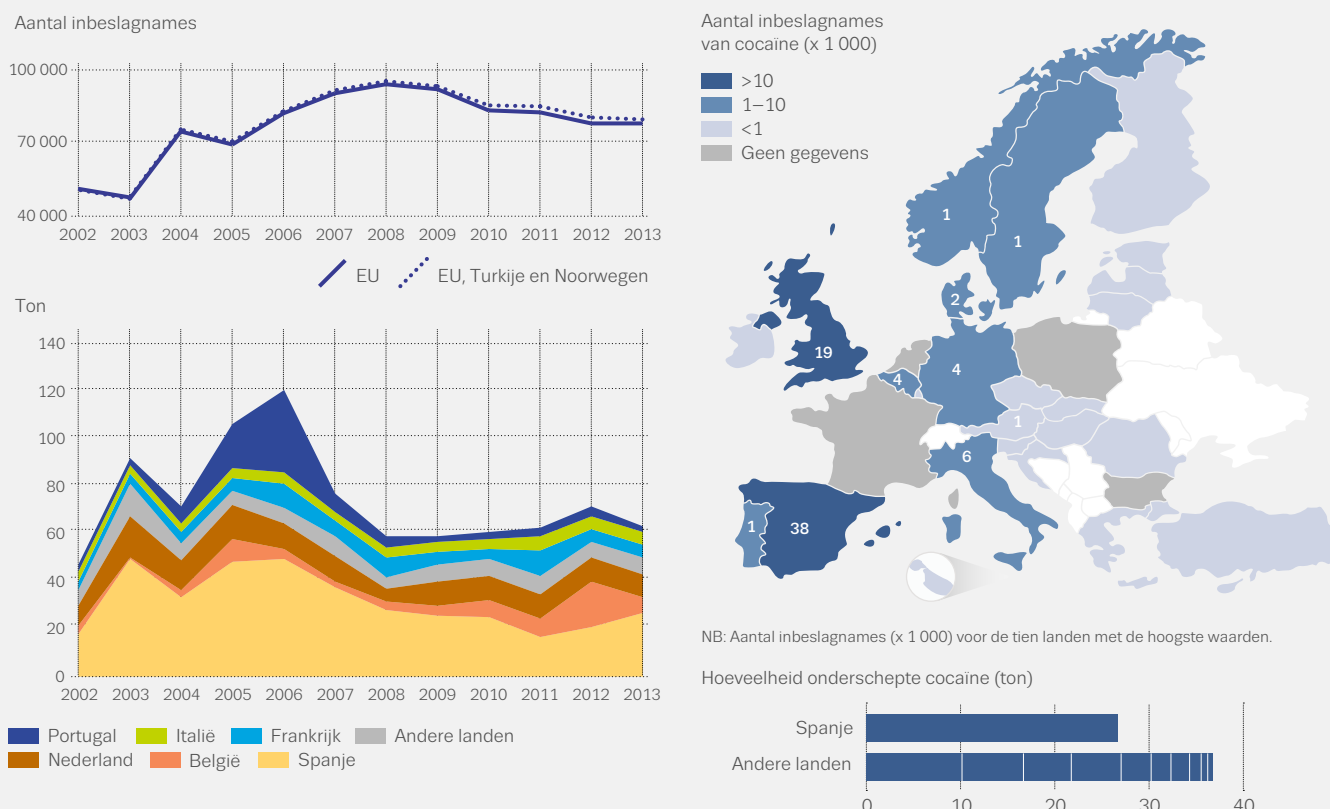 Aantal inbeslagnames
100 000
70 000
40 000
2002 2003 2004 2005 2006 2007 2008 2009 2010 2011 2012 2013
EU EU, Turkije en Noorwegen
Ton
140
120
100
80
60
40
20
0
2002 2003 2004 2005 2006 2007 2008 2009 2010 2011 2012 2013
Portugal Italië Frankrijk Andere landen
Nederland België Spanje
Aantal inbeslagnames
van cocaïne (x 1 000)
>10
1–10
<1
Geen gegevens
1
1
2
19
4
4
1
6
1
38
NB: Aantal inbeslagnames (x 1 000) voor de tien landen met de hoogste waarden.
Hoeveelheid onderschepte cocaïne (ton)
Spanje
Andere landen
0 10 20 30 40